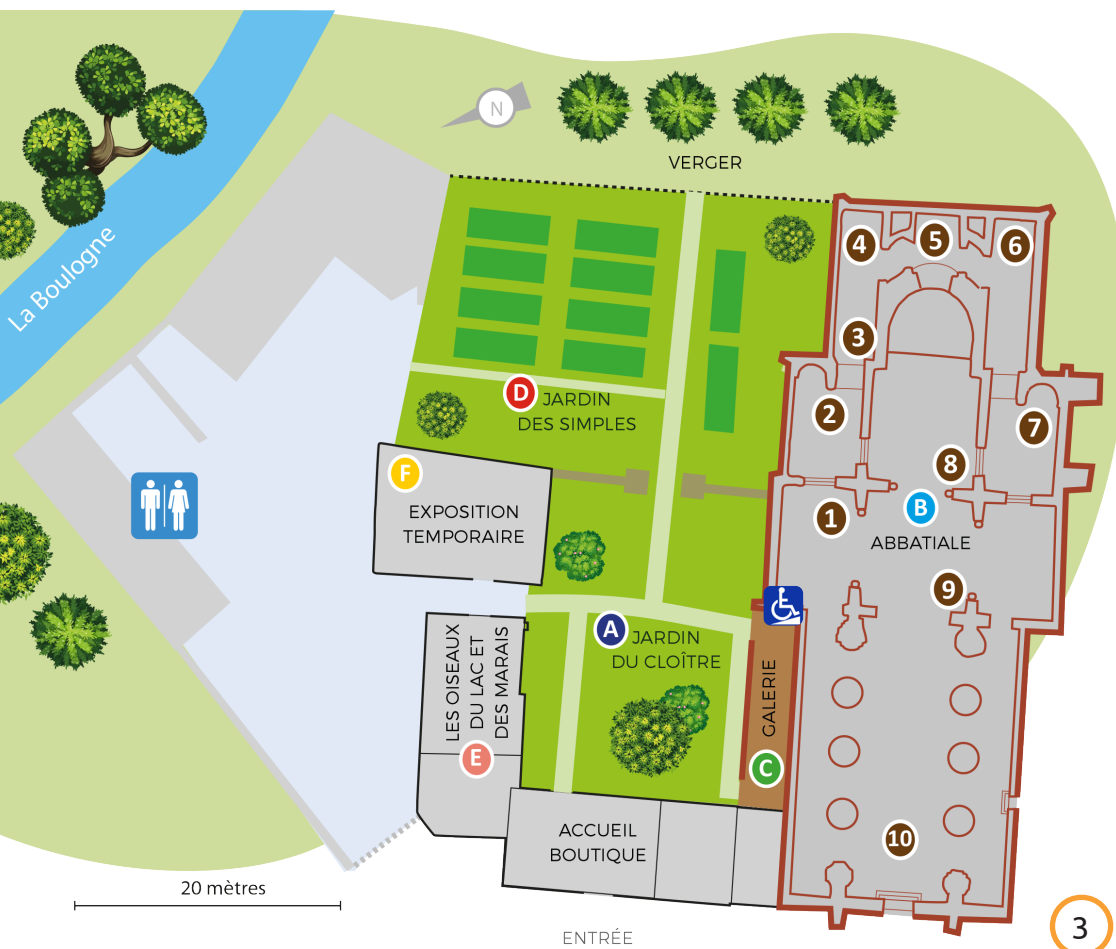 N
VERGER
La Boulogne
4
5
6
3
2
7
D
JARDIN
DES SIMPLES
F
EXPOSITION
TEMPORAIRE
8
1
B
ABBATIALE
9
A
JARDIN
DU CLOÎTRE
LES OISEAUX
DU LAC ET
DES MARAIS
E
GALERIE
C
ACCUEIL
BOUTIQUE
10
20 mètres
ENTRÉE
3